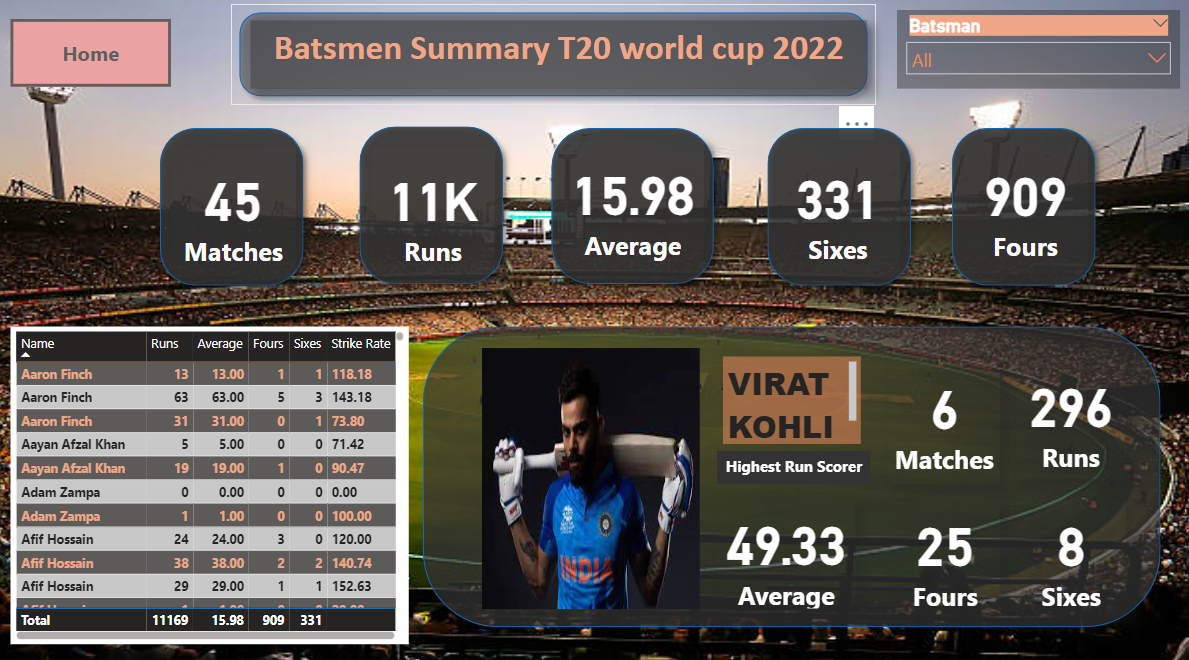 Home
Batsmen Summary T20 world cup 2022
Batsman
All
45
Matches
11K
Runs
15.98
Average
331
Sixes
909
Fours
Name Runs Average Fours Sixes Strike Rate
Aaron Finch 13 13.00 1 1 118.18
Aaron Finch 63 63.00 5 3 143.18
Aaron Finch 31 31.00 0 1 73.80
Aayan Afzal Khan 5 5.00 0 0 71.42
Aayan Afzal Khan 19 19.00 1 0 90.47
Adam Zampa 0 0.00 0 0 0.00
Adam Zampa 1 1.00 0 0 100.00
Afif Hossain 24 24.00 3 0 120.00
Afif Hossain 38 38.00 2 2 140.74
Afif Hossain 29 29.00 1 1 152.63
Total 11169 15.98 909 331
INDIA
VIRAT
KOHLI
Highest Run Scorer
6
Matches
296
Runs
49.33
Average
25
Fours
8
Sixes